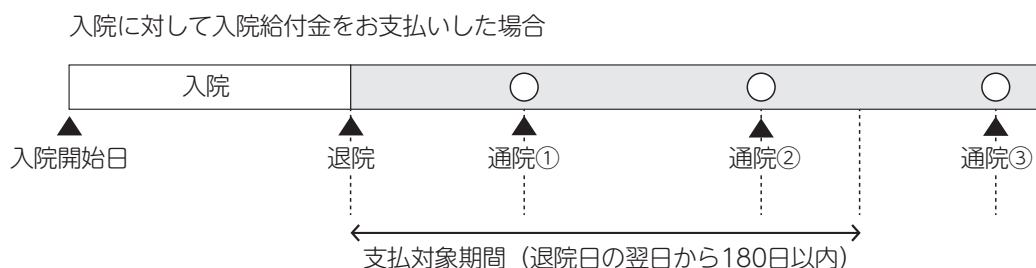 入院に対して入院給付金をお支払いした場合
入院
入院開始日
退院
通院①
通院②
通院③
支払対象期間（退院日の翌日から180日以内）